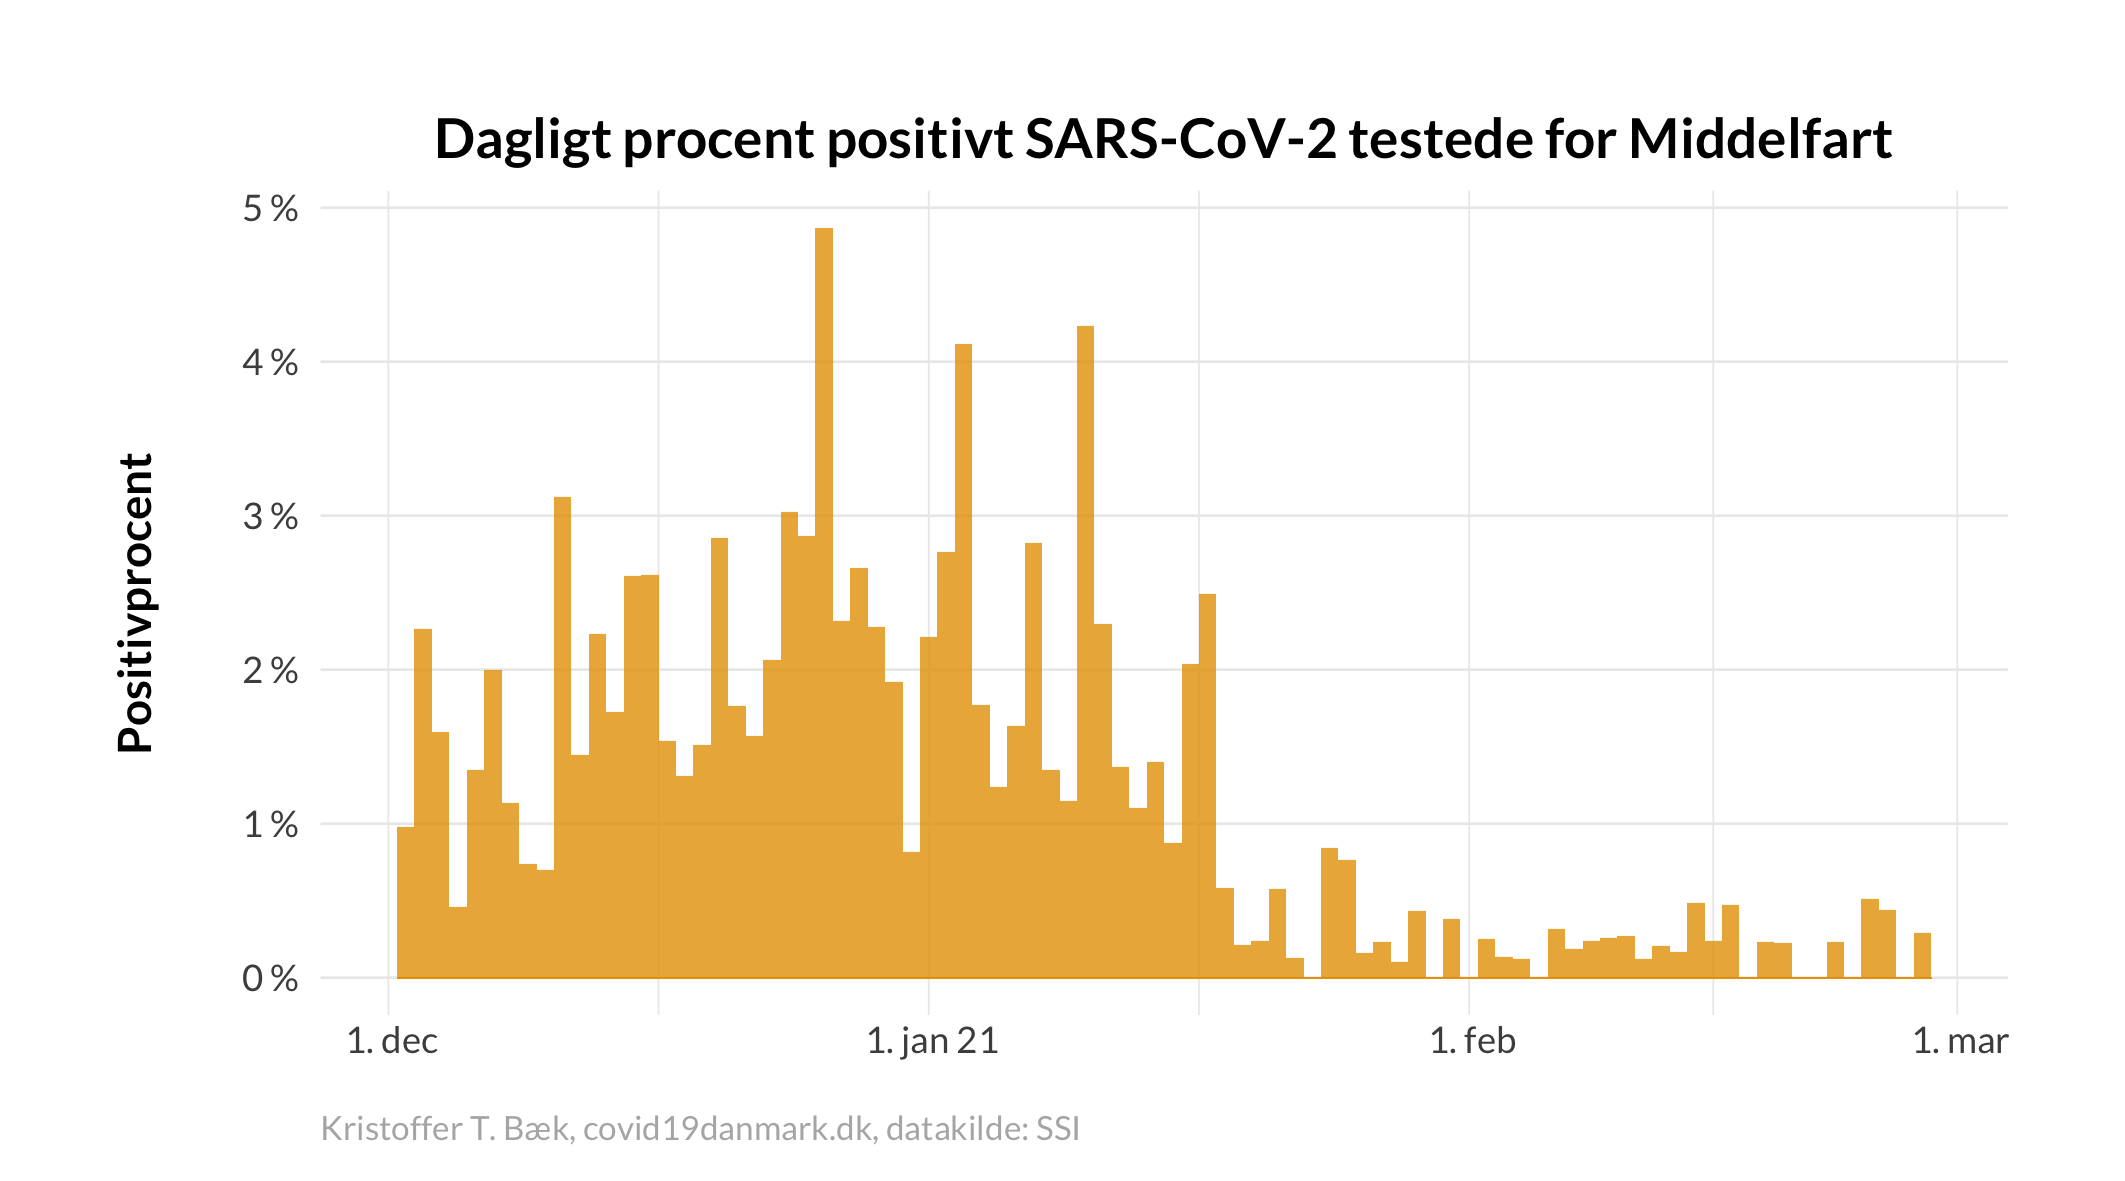 Dagligt procent positivt SARS-CoV-2 testede for Middelfart
Positivprocent
5 %
4 %
3 %
2 %
1 %
0 %
1. dec
1. jan 21
1. feb
1. mar
Kristoffer T. Bæk, covid19danmark.dk, datakilde: SSI